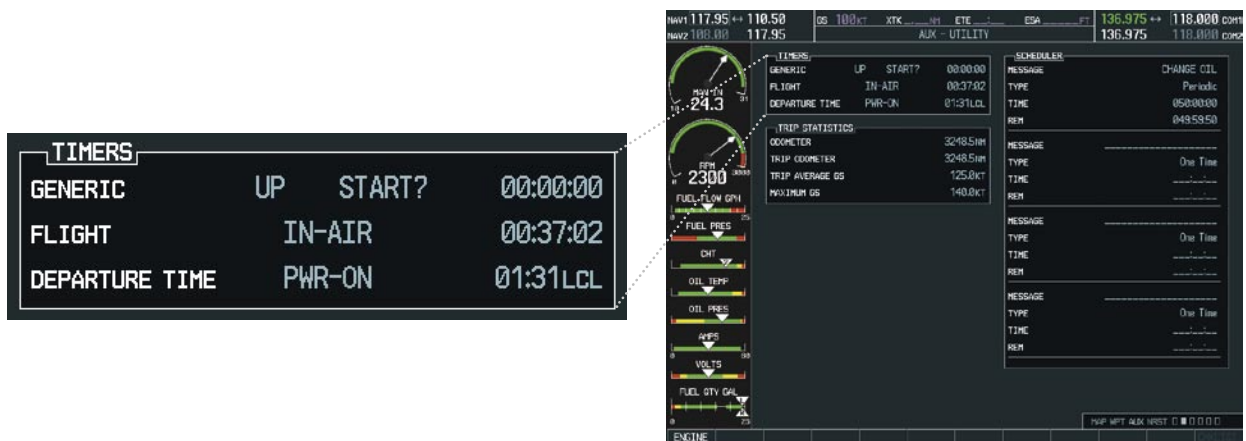 TIMERS
GENERIC UP START? 00:00:00
FLIGHT IN-AIR 00:37:02
DEPARTURE TIME PWR-ON 01:31LCL
NAV1 117.95 ↔ 110.50 GS 100KT XTK ____NM ETE __:__ ESA _____FT 136.975 ↔ 118.000 COM1
NAV2 108.00 117.95 AUX - UTILITY 136.975 118.000 COM2
MAN IN
24.3
RPM
2300
FUEL FLOW GPH
0 25
FUEL PRES
CHT
OIL TEMP
OIL PRES
AMPS
VOLTS
FUEL QTY GAL
ENGINE
TIMERS
GENERIC UP START? 00:00:00
FLIGHT IN-AIR 00:37:02
DEPARTURE TIME PWR-ON 01:31LCL
TRIP STATISTICS
ODOMETER 3248.5NM
TRIP ODOMETER 3248.5NM
TRIP AVERAGE GS 125.0KT
MAXIMUM GS 140.0KT
SCHEDULER
MESSAGE CHANGE OIL
TYPE Periodic
TIME 050:00:00
REM 049:59:50
MESSAGE
TYPE One Time
TIME
REM
MESSAGE
TYPE One Time
TIME
REM
MESSAGE
TYPE One Time
TIME
REM
MAP WPT AUX NRST